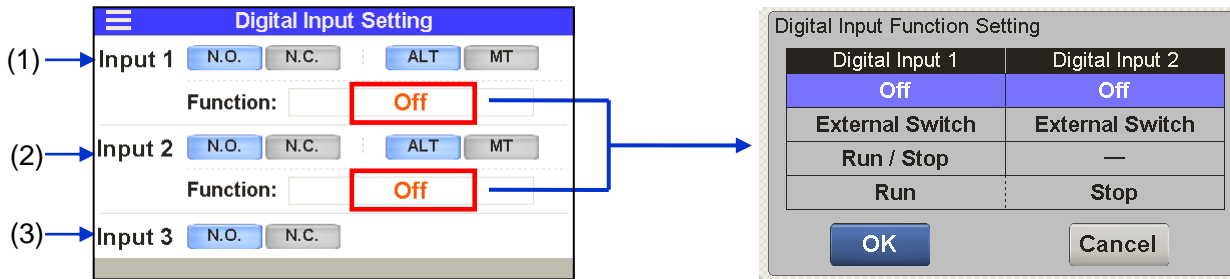 Digital Input Setting
(1) Input 1 N.O. N.C. ALT MT
Function: Off
(2) Input 2 N.O. N.C. ALT MT
Function: Off
(3) Input 3 N.O. N.C.
Digital Input Function Setting
Digital Input 1 Digital Input 2
Off Off
External Switch External Switch
Run / Stop —
Run Stop
OK Cancel